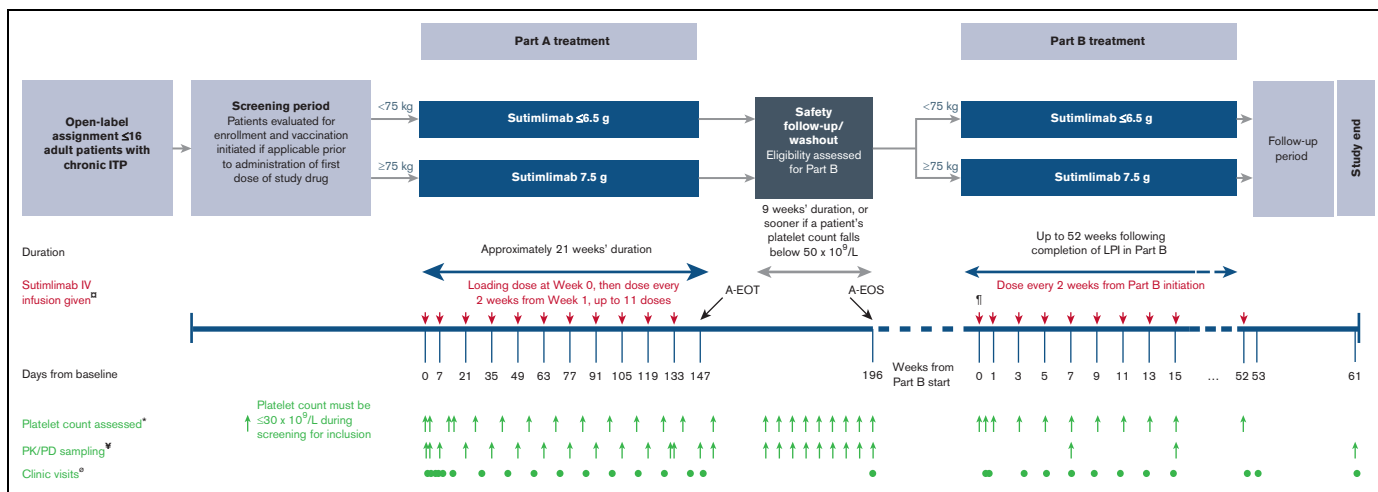 Part A treatment
Part B treatment
Open-label
assignment ≤16
adult patients with
chronic ITP
Screening period
Patients evaluated for
enrollment and vaccination
initiated if applicable prior
to administration of first
dose of study drug
<75 kg
≥75 kg
Sutimlimab ≤6.5 g
Sutimlimab 7.5 g
Safety
follow-up/
washout
Eligibility assessed
for Part B
<75 kg
≥75 kg
Sutimlimab ≤6.5 g
Sutimlimab 7.5 g
Follow-up
period
Study end
9 weeks' duration, or
sooner if a patient's
platelet count falls
below 50 x 10⁹/L
Duration
Approximately 21 weeks' duration
Up to 52 weeks following
completion of LPI in Part B
Sutimlimab IV
infusion given¤
Loading dose at Week 0, then dose every
2 weeks from Week 1, up to 11 doses
A-EOT
A-EOS
Dose every 2 weeks from Part B initiation
¶
Days from baseline
0 7 21 35 49 63 77 91 105 119 133 147 196
Weeks from
Part B start
0 1 3 5 7 9 11 13 15 ... 52 53 61
Platelet count must be
≤30 x 10⁹/L during
screening for inclusion
Platelet count assessed*
PK/PD sampling¥
Clinic visitsø